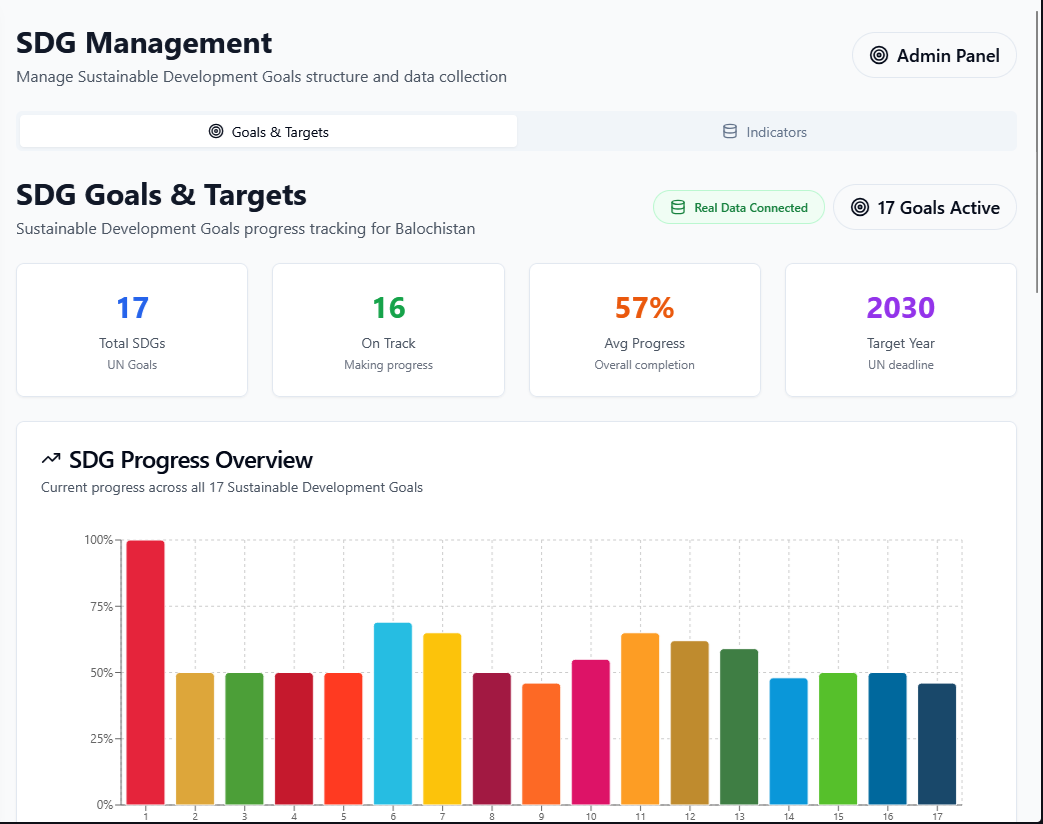 SDG Management
Manage Sustainable Development Goals structure and data collection
Admin Panel
Goals & Targets
Indicators
SDG Goals & Targets
Sustainable Development Goals progress tracking for Balochistan
Real Data Connected
17 Goals Active
17
Total SDGs
UN Goals
16
On Track
Making progress
57%
Avg Progress
Overall completion
2030
Target Year
UN deadline
SDG Progress Overview
Current progress across all 17 Sustainable Development Goals
100%
75%
50%
25%
0%
1 2 3 4 5 6 7 8 9 10 11 12 13 14 15 16 17